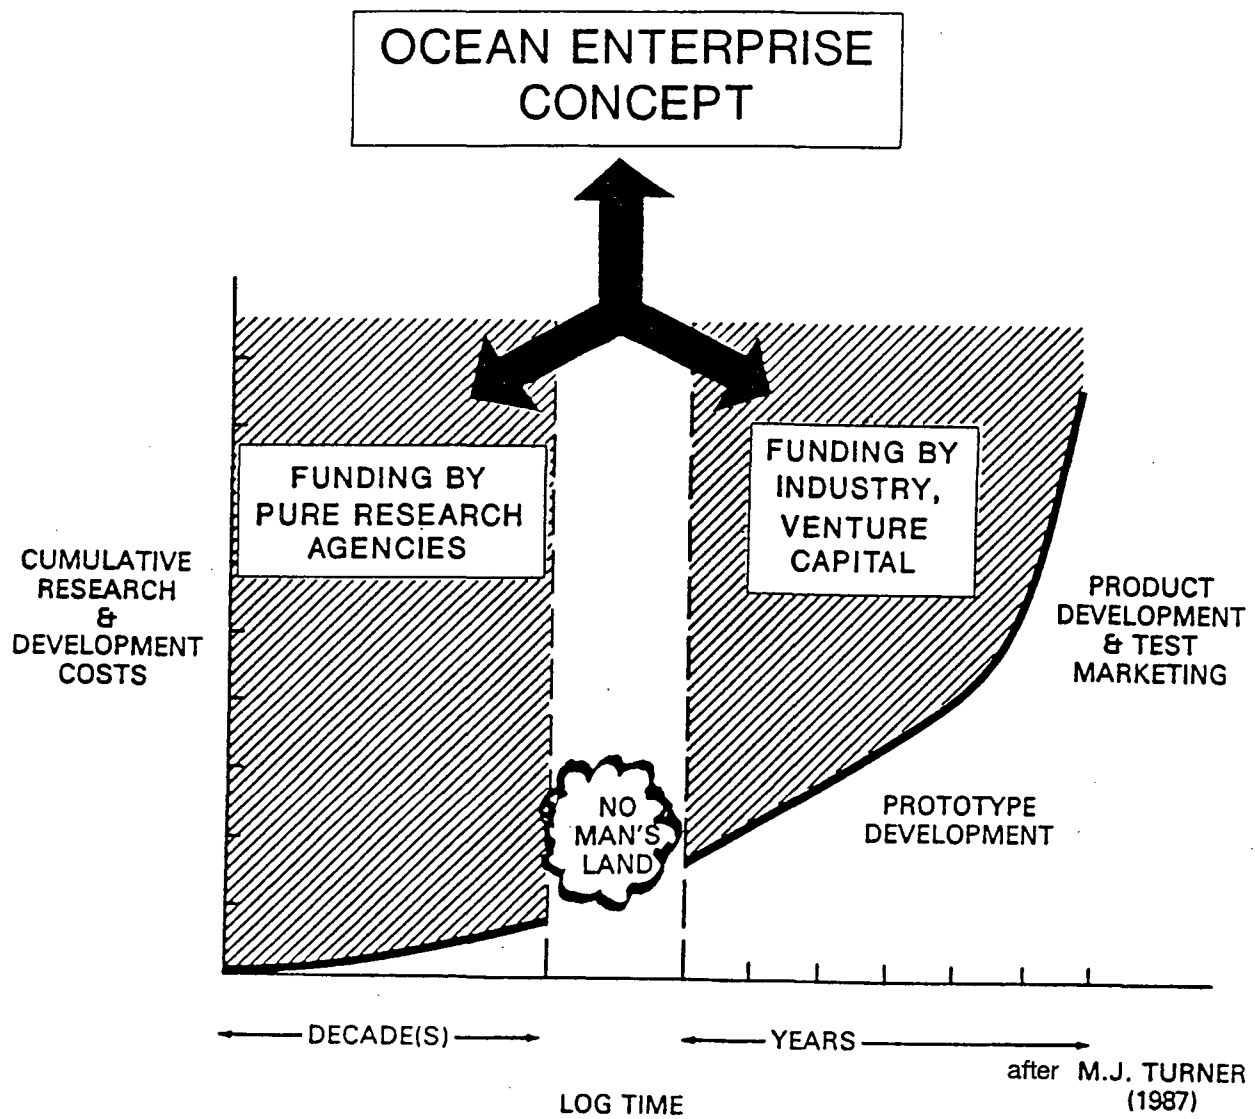 OCEAN ENTERPRISE
CONCEPT
FUNDING BY
PURE RESEARCH
AGENCIES
FUNDING BY
INDUSTRY,
VENTURE
CAPITAL
CUMULATIVE
RESEARCH
&
DEVELOPMENT
COSTS
PRODUCT
DEVELOPMENT
& TEST
MARKETING
NO
MAN'S
LAND
PROTOTYPE
DEVELOPMENT
DECADE(S)
YEARS
after M.J. TURNER
(1987)
LOG TIME